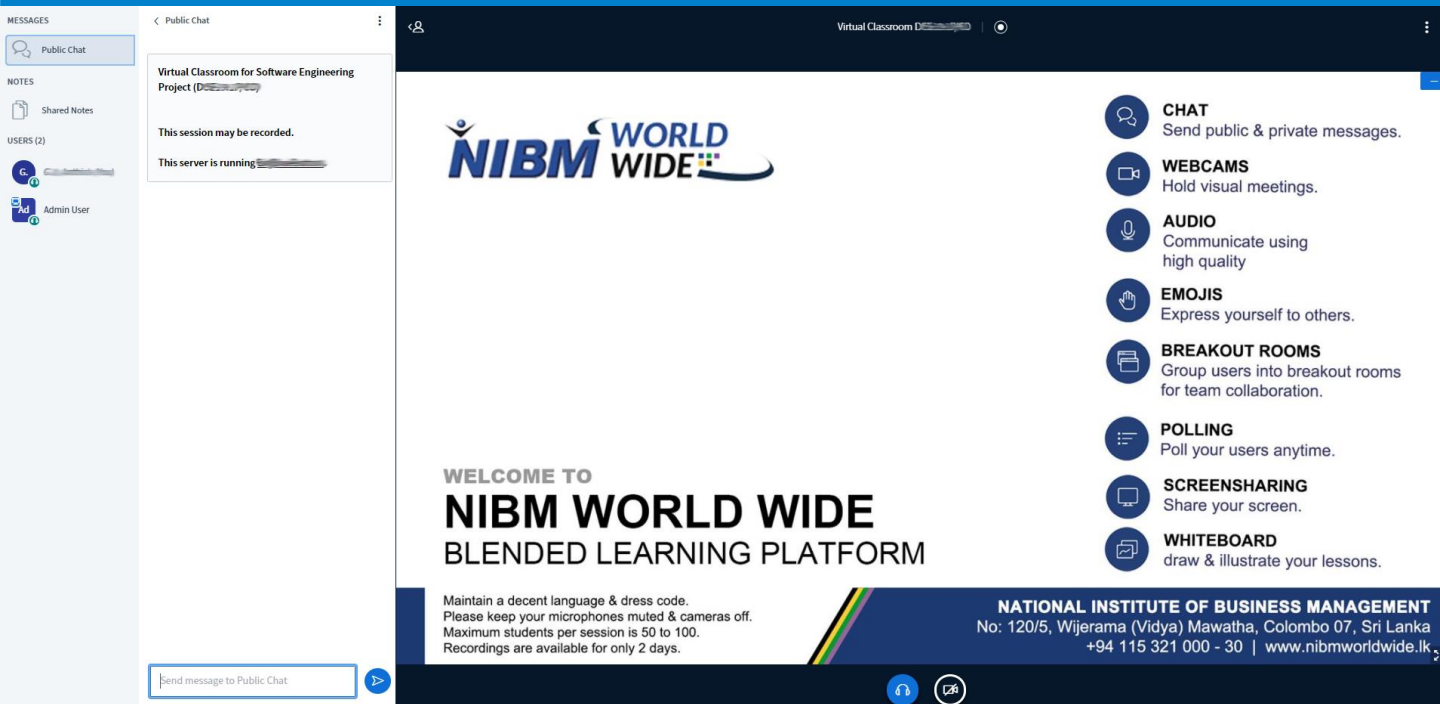 MESSAGES
Public Chat
NOTES
Shared Notes
USERS (2)
G.
Ad
Admin User
Public Chat
Virtual Classroom for Software Engineering
Project (D
This session may be recorded.
This server is running
Send message to Public Chat
Virtual Classroom D
NIBM WORLD
WIDE
CHAT
Send public & private messages.
WEBCAMS
Hold visual meetings.
AUDIO
Communicate using
high quality
EMOJIS
Express yourself to others.
BREAKOUT ROOMS
Group users into breakout rooms
for team collaboration.
POLLING
Poll your users anytime.
SCREENSHARING
Share your screen.
WHITEBOARD
draw & illustrate your lessons.
WELCOME TO
NIBM WORLD WIDE
BLENDED LEARNING PLATFORM
Maintain a decent language & dress code.
Please keep your microphones muted & cameras off.
Maximum students per session is 50 to 100.
Recordings are available for only 2 days.
NATIONAL INSTITUTE OF BUSINESS MANAGEMENT
No: 120/5, Wijerama (Vidya) Mawatha, Colombo 07, Sri Lanka
+94 115 321 000 - 30 | www.nibmworldwide.lk